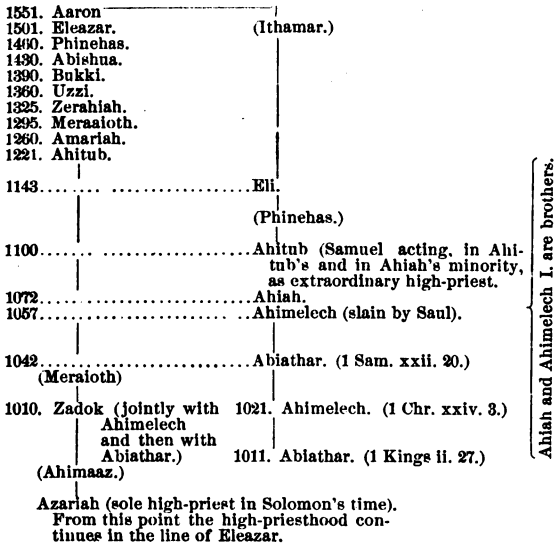 1551. Aaron
1501. Eleazar. (Ithamar.)
1460. Phinehas.
1430. Abishua.
1390. Bukki.
1360. Uzzi.
1325. Zerahiah.
1295. Meraaioth.
1260. Amariah.
1221. Ahitub.
1143.... ... ..................Eli.
(Phinehas.)
1100.............................Ahitub (Samuel acting, in Ahi-
tub's and in Ahiah's minority,
as extraordinary high-priest.
1072.............................Ahiah.
1057.............................Ahimelech (slain by Saul).
1042.............................Abiathar. (1 Sam. xxii. 20.)
(Meraioth)
1010. Zadok (jointly with 1021. Ahimelech. (1 Chr. xxiv. 3.)
Ahimelech
and then with
Abiathar.) 1011. Abiathar. (1 Kings ii. 27.)
(Ahimaaz.)
Azariah (sole high-priest in Solomon's time).
From this point the high-priesthood con-
tinues in the line of Eleazar.
Ahiah and Ahimelech I. are brothers.